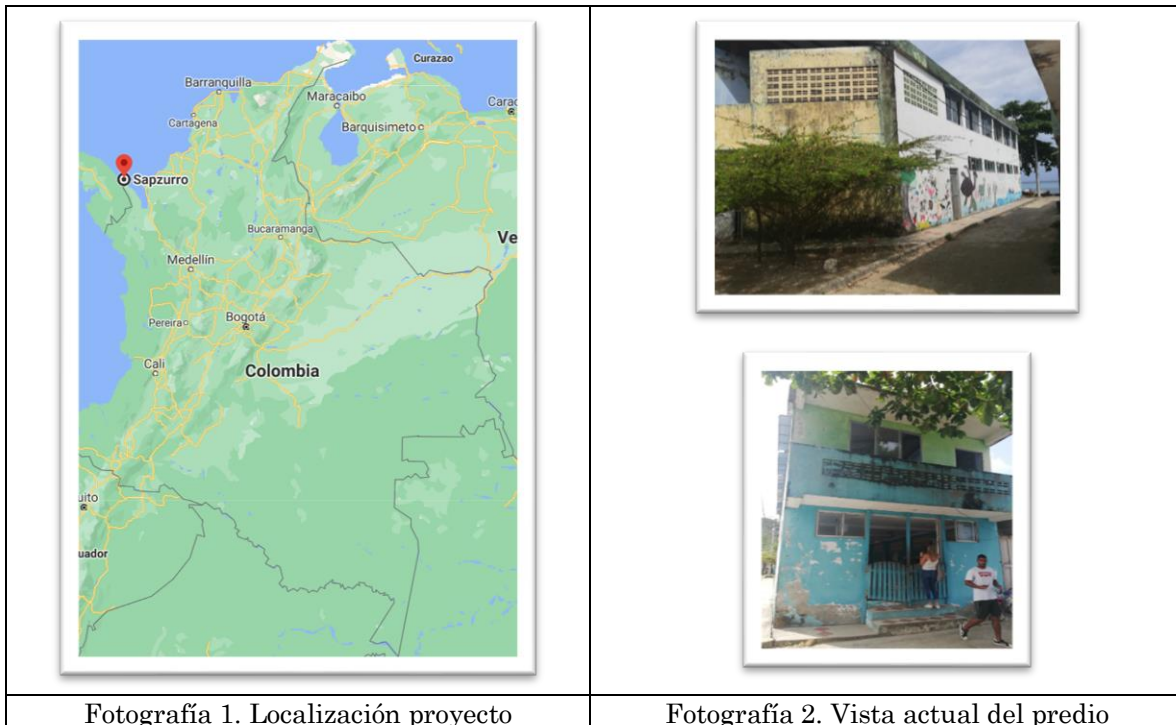 Curazao
Barranquilla
Maracaibo
Carac
Cartagena
Barquisimeto
Sapzurro
Bucaramanga
Ve
Medellín
Pereira
Bogotá
Cali
Colombia
uito
uador
Fotografía 1. Localización proyecto
Fotografía 2. Vista actual del predio